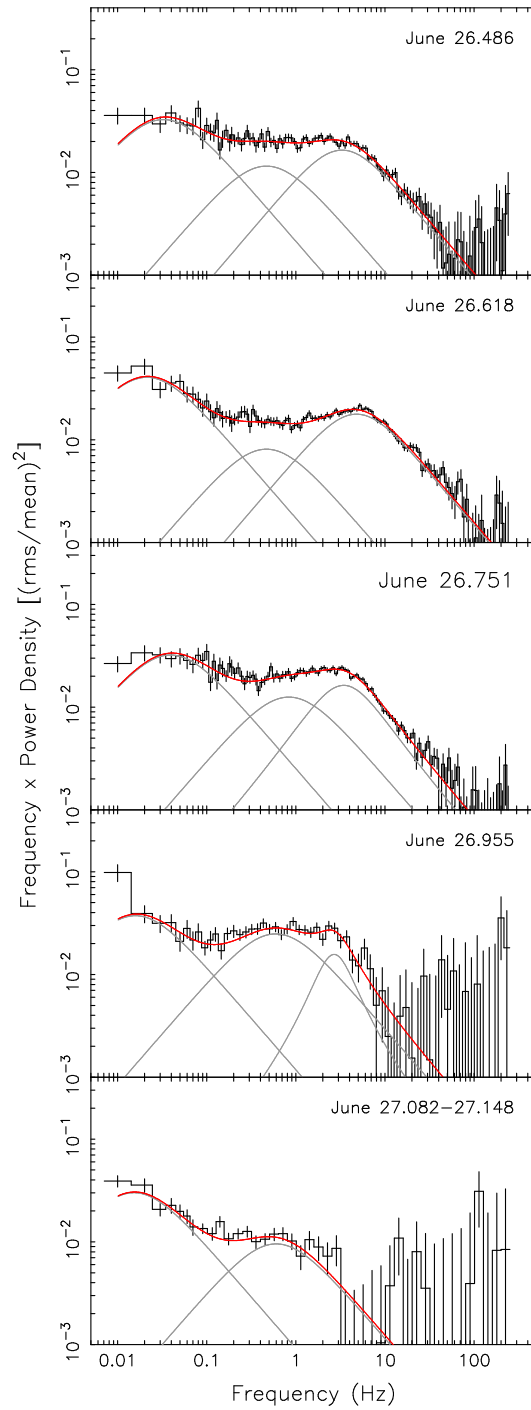 June 26.486
10⁻¹
10⁻²
10⁻³
June 26.618
10⁻¹
10⁻²
10⁻³
June 26.751
10⁻¹
10⁻²
10⁻³
June 26.955
10⁻¹
10⁻²
10⁻³
June 27.082−27.148
10⁻¹
10⁻²
10⁻³
Frequency x Power Density [(rms/mean)²]
0.01 0.1 1 10 100
Frequency (Hz)